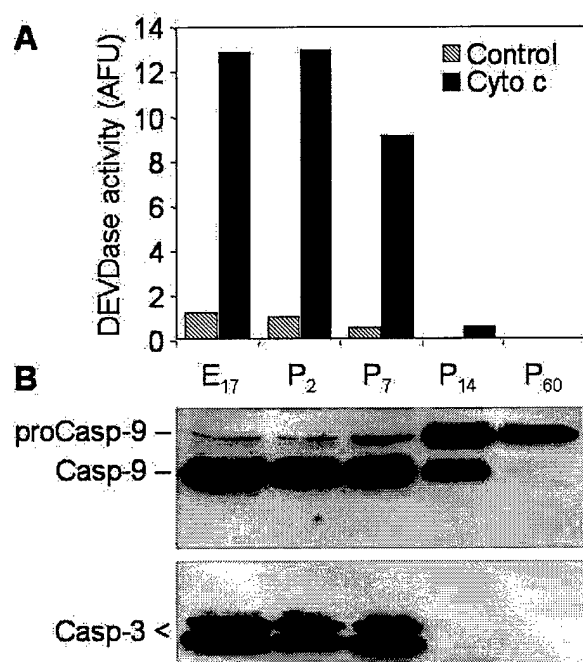 A
DEVDase activity (AFU)
14
12
10
8
6
4
2
0
Control
Cyto c
E17 P2 P7 P14 P60
B
proCasp-9 –
Casp-9 –
Casp-3 <